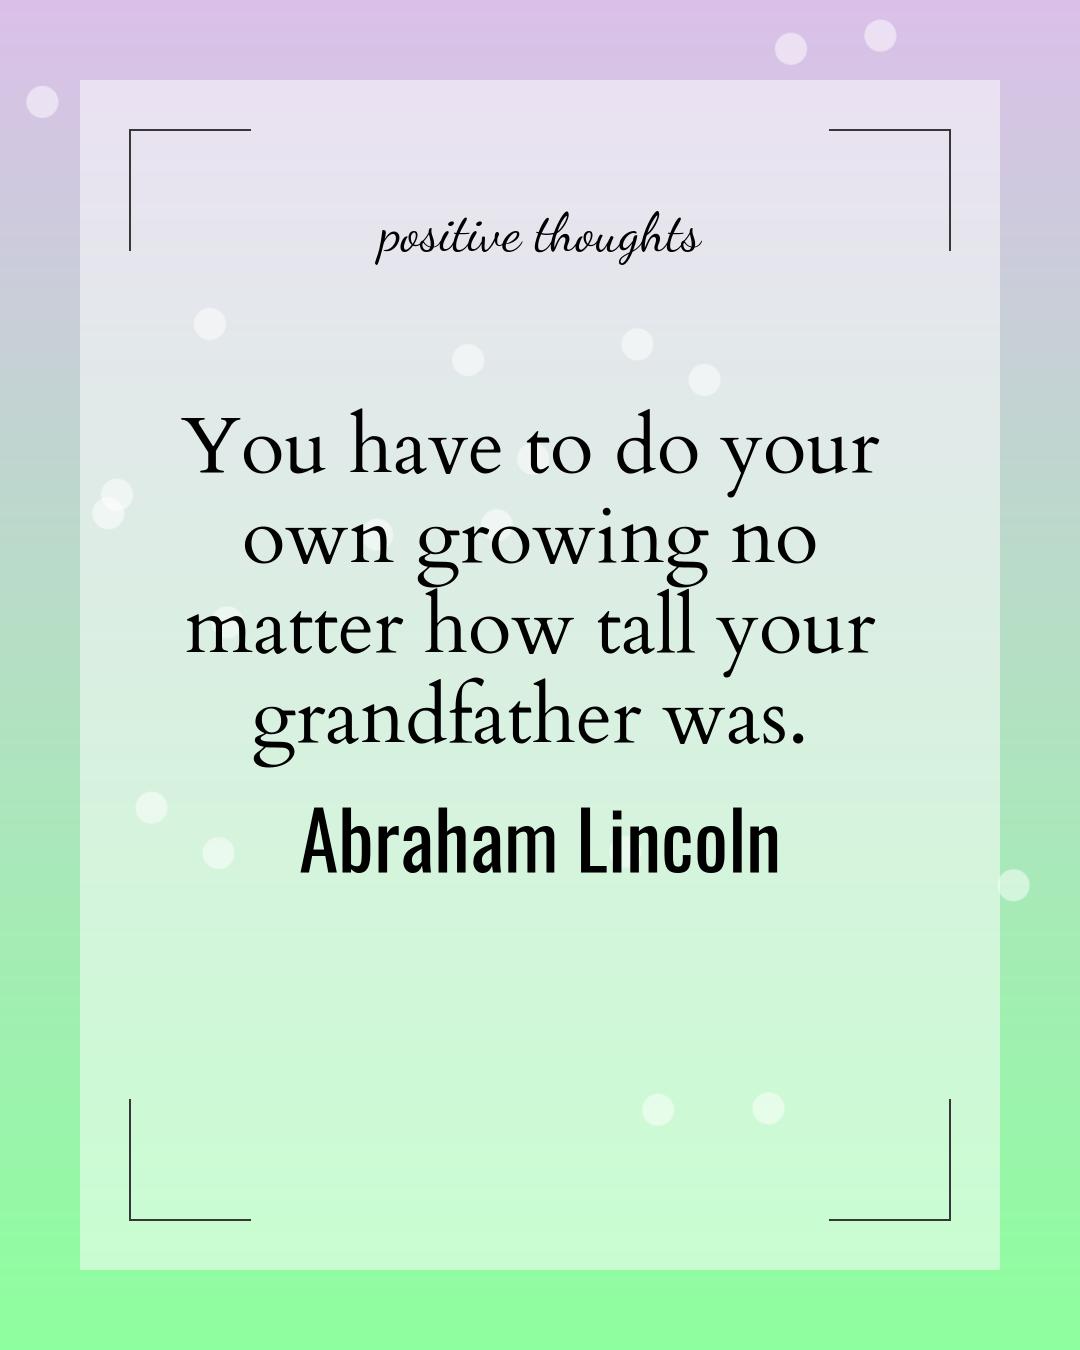 positive thoughts
You have to do your
own growing no
matter how tall your
grandfather was.
Abraham Lincoln